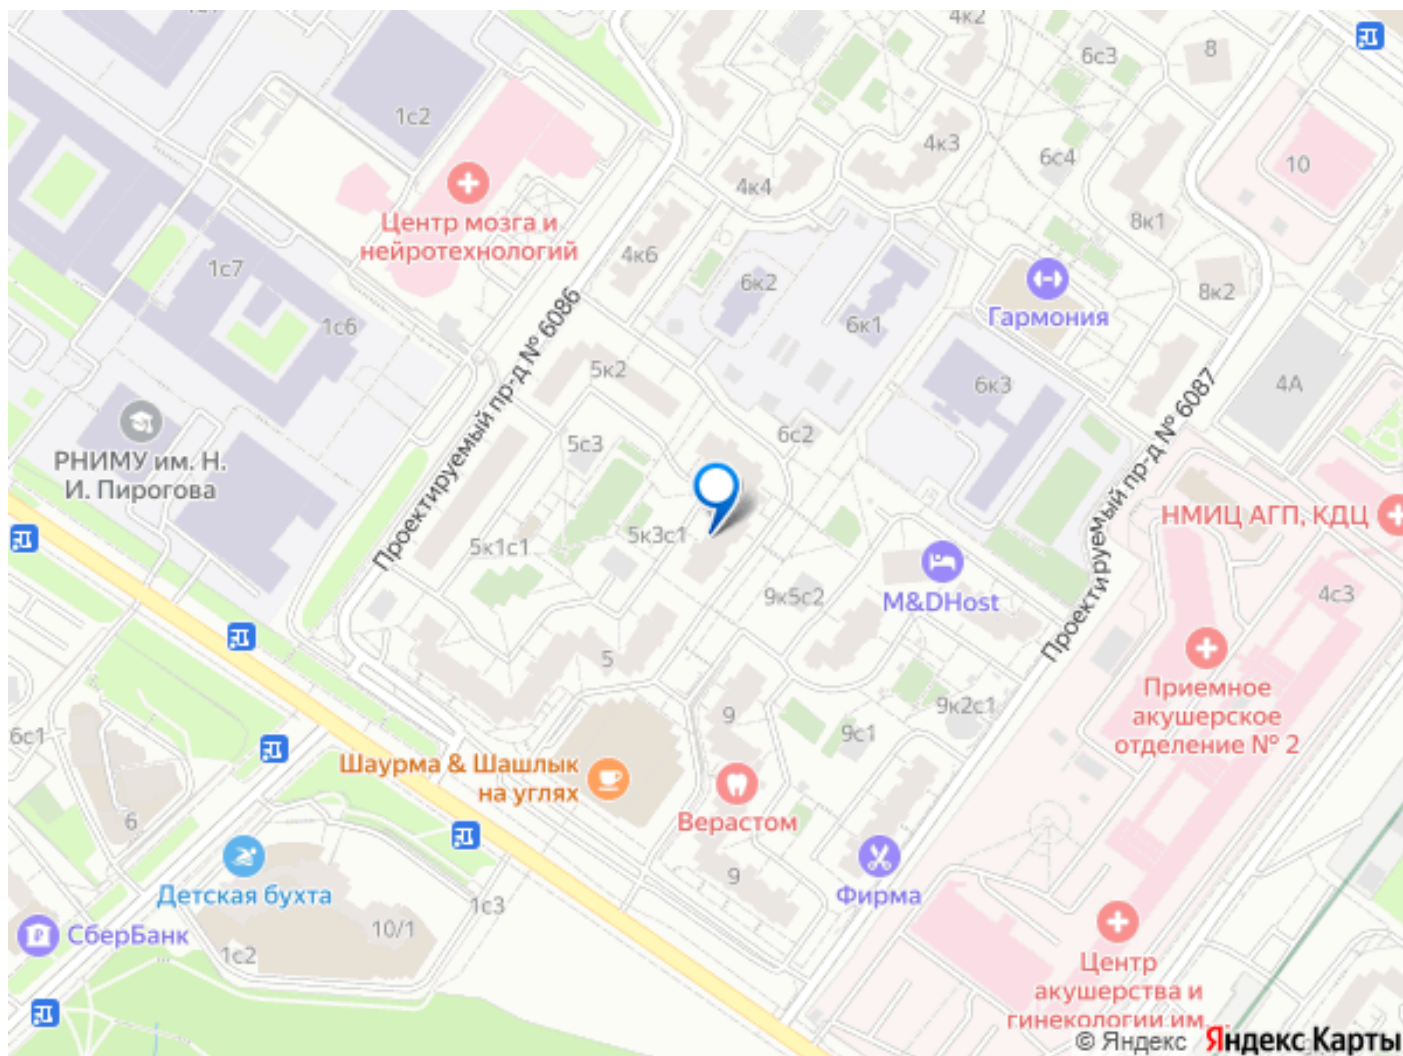 4к2
6с3
8
1с2
4к3
10
6с4
4к4
8к1
Центр мозга и
нейротехнологий
4к6
1с7
6к2
8к2
Гармония
1с6
6к1
Проектируемый пр-д № 6086
5к2
6к3
4А
Проектируемый пр-д № 6087
5с3
6с2
РНИМУ им. Н.
И. Пирогова
НМИЦ АГП, КДЦ
5к3с1
5к1с1
9к5с2
M&DHost
4с3
5
Приемное
акушерское
отделение № 2
9
9к2с1
6с1
9с1
Шаурма & Шашлык
на углях
6
Верастом
9
Детская бухта
Фирма
1с3
10/1
СберБанк
1с2
Центр
акушерства и
гинекологии им
© Яндекс Яндекс Карты